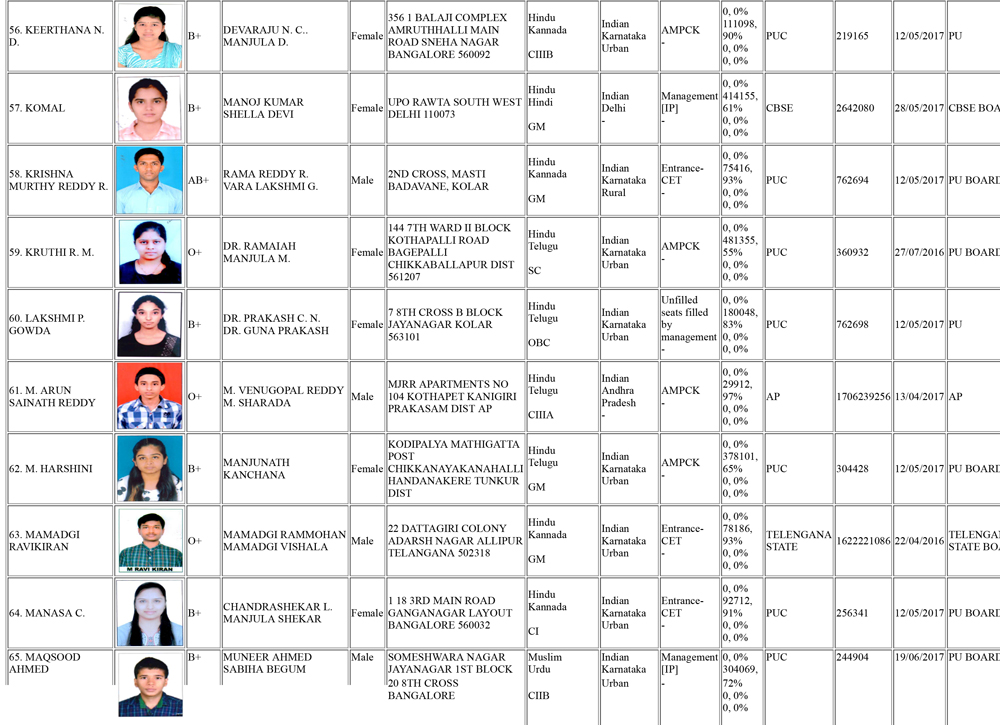 56. KEERTHANA N.
D.
B+
DEVARAJU N. C..
MANJULA D.
Female
356 1 BALAJI COMPLEX
AMRUTHHALLI MAIN
ROAD SNEHA NAGAR
BANGALORE 560092
Hindu
Kannada
CIIIB
Indian
Karnataka
Urban
AMPCK
-
0, 0%
111098,
90%
0, 0%
0, 0%
PUC
219165
12/05/2017
PU
57. KOMAL
B+
MANOJ KUMAR
SHELLA DEVI
Female
UPO RAWTA SOUTH WEST
DELHI 110073
Hindu
Hindi
GM
Indian
Delhi
-
Management
[IP]
-
0, 0%
414155,
61%
0, 0%
0, 0%
CBSE
2642080
28/05/2017
CBSE BOA
58. KRISHNA
MURTHY REDDY R.
AB+
RAMA REDDY R.
VARA LAKSHMI G.
Male
2ND CROSS, MASTI
BADAVANE, KOLAR
Hindu
Kannada
GM
Indian
Karnataka
Rural
Entrance-
CET
-
0, 0%
75416,
93%
0, 0%
0, 0%
PUC
762694
12/05/2017
PU BOARD
59. KRUTHI R. M.
O+
DR. RAMAIAH
MANJULA M.
Female
144 7TH WARD II BLOCK
KOTHAPALLI ROAD
BAGEPALLI
CHIKKABALLAPUR DIST
561207
Hindu
Telugu
SC
Indian
Karnataka
Urban
AMPCK
-
0, 0%
481355,
55%
0, 0%
0, 0%
PUC
360932
27/07/2016
PU BOARD
60. LAKSHMI P.
GOWDA
B+
DR. PRAKASH C. N.
DR. GUNA PRAKASH
Female
7 8TH CROSS B BLOCK
JAYANAGAR KOLAR
563101
Hindu
Telugu
OBC
Indian
Karnataka
Urban
Unfilled
seats filled
by
management
-
0, 0%
180048,
83%
0, 0%
0, 0%
PUC
762698
12/05/2017
PU
61. M. ARUN
SAINATH REDDY
O+
M. VENUGOPAL REDDY
M. SHARADA
Male
MJRR APARTMENTS NO
104 KOTHAPET KANIGIRI
PRAKASAM DIST AP
Hindu
Telugu
CIIIA
Indian
Andhra
Pradesh
-
AMPCK
-
0, 0%
29912,
97%
0, 0%
0, 0%
AP
1706239256
13/04/2017
AP
62. M. HARSHINI
B+
MANJUNATH
KANCHANA
Female
KODIPALYA MATHIGATTA
POST
CHIKKANAYAKANAHALLI
HANDANAKERE TUNKUR
DIST
Hindu
Telugu
GM
Indian
Karnataka
Urban
AMPCK
-
0, 0%
378101,
65%
0, 0%
0, 0%
PUC
304428
12/05/2017
PU BOARD
63. MAMADGI
RAVIKIRAN
M RAVI KIRAN
O+
MAMADGI RAMMOHAN
MAMADGI VISHALA
Male
22 DATTAGIRI COLONY
ADARSH NAGAR ALLIPUR
TELANGANA 502318
Hindu
Kannada
GM
Indian
Karnataka
Urban
Entrance-
CET
-
0, 0%
78186,
93%
0, 0%
0, 0%
TELENGANA
STATE
1622221086
22/04/2016
TELENGA
STATE BOA
64. MANASA C.
B+
CHANDRASHEKAR L.
MANJULA SHEKAR
Female
1 18 3RD MAIN ROAD
GANGANAGAR LAYOUT
BANGALORE 560032
Hindu
Kannada
CI
Indian
Karnataka
Urban
Entrance-
CET
-
0, 0%
92712,
91%
0, 0%
0, 0%
PUC
256341
12/05/2017
PU BOARD
65. MAQSOOD
AHMED
B+
MUNEER AHMED
SABIHA BEGUM
Male
SOMESHWARA NAGAR
JAYANAGAR 1ST BLOCK
20 8TH CROSS
BANGALORE
Muslim
Urdu
CIIB
Indian
Karnataka
Urban
Management
[IP]
-
0, 0%
304069,
72%
0, 0%
0, 0%
PUC
244904
19/06/2017
PU BOARD